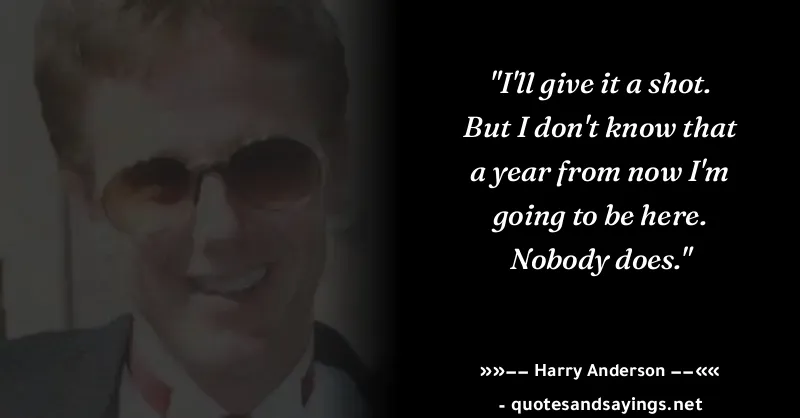 "I'll give it a shot.
But I don't know that
a year from now I'm
going to be here.
Nobody does."
»»−− Harry Anderson −−««
- quotesandsayings.net